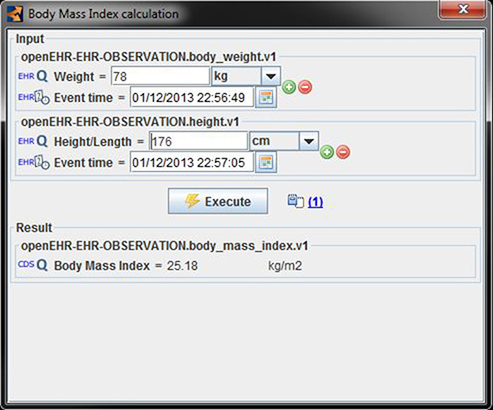 Body Mass Index calculation
Input
openEHR-EHR-OBSERVATION.body_weight.v1
EHR Q Weight = 78 kg
EHR Event time = 01/12/2013 22:56:49
openEHR-EHR-OBSERVATION.height.v1
EHR Q Height/Length = 176 cm
EHR Event time = 01/12/2013 22:57:05
Execute (1)
Result
openEHR-EHR-OBSERVATION.body_mass_index.v1
CDS Q Body Mass Index = 25.18 kg/m2